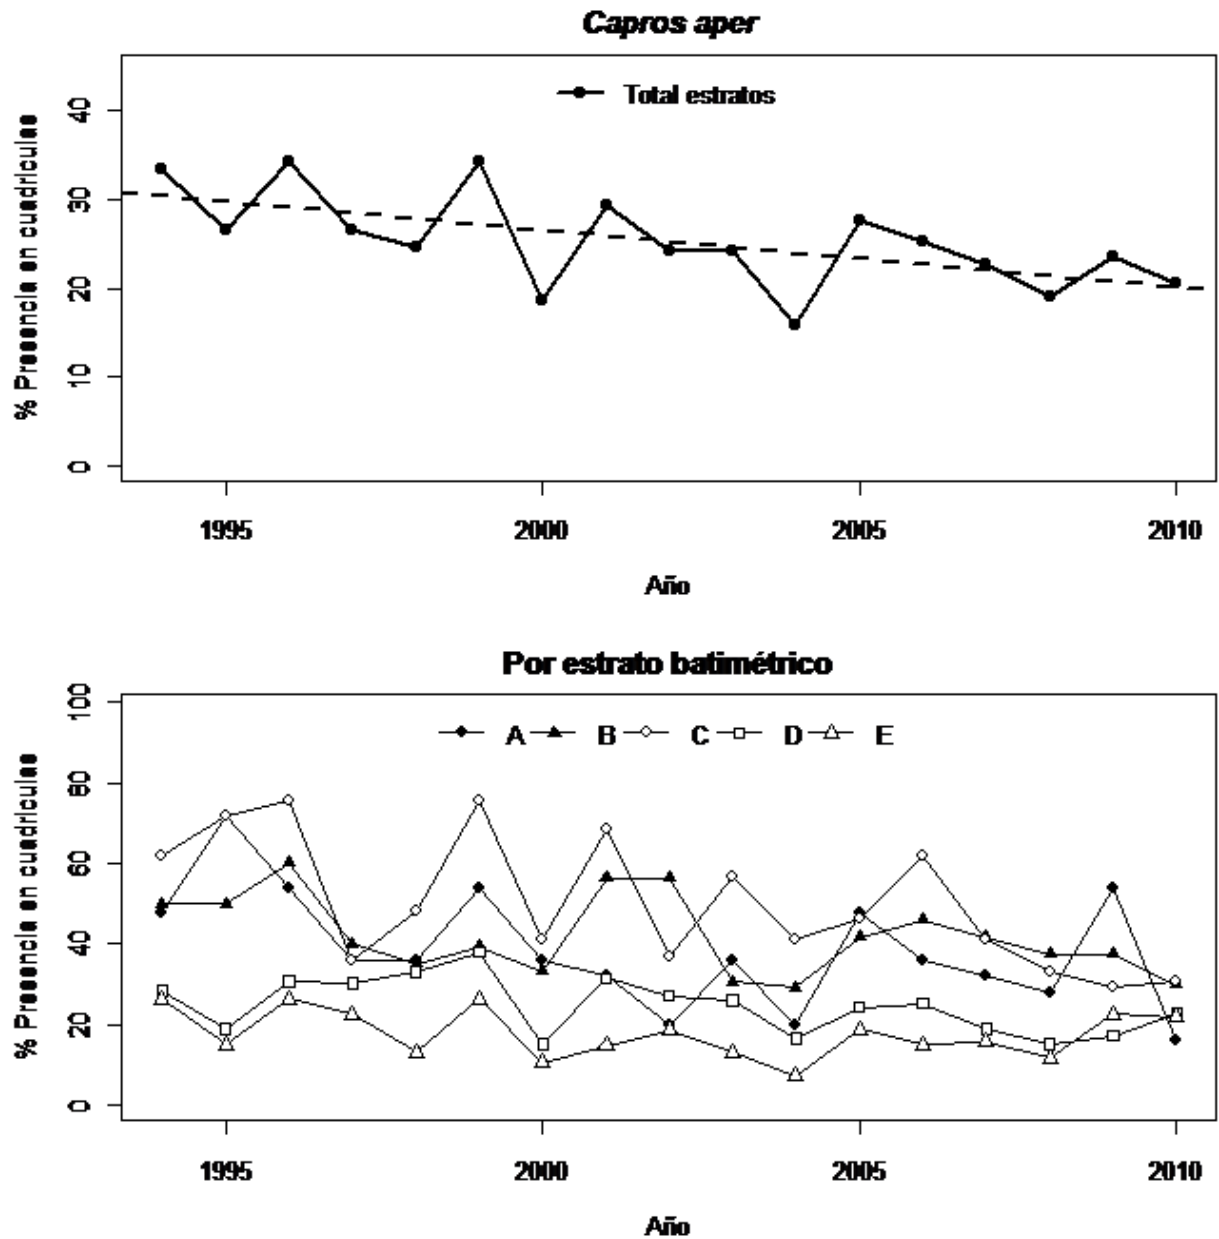 Capros aper
Total estratos
% Presencia en cuadrículas
40
30
20
10
0
1995 2000 2005 2010
Año
Por estrato batimétrico
A B C D E
% Presencia en cuadrículas
100
80
60
40
20
0
1995 2000 2005 2010
Año